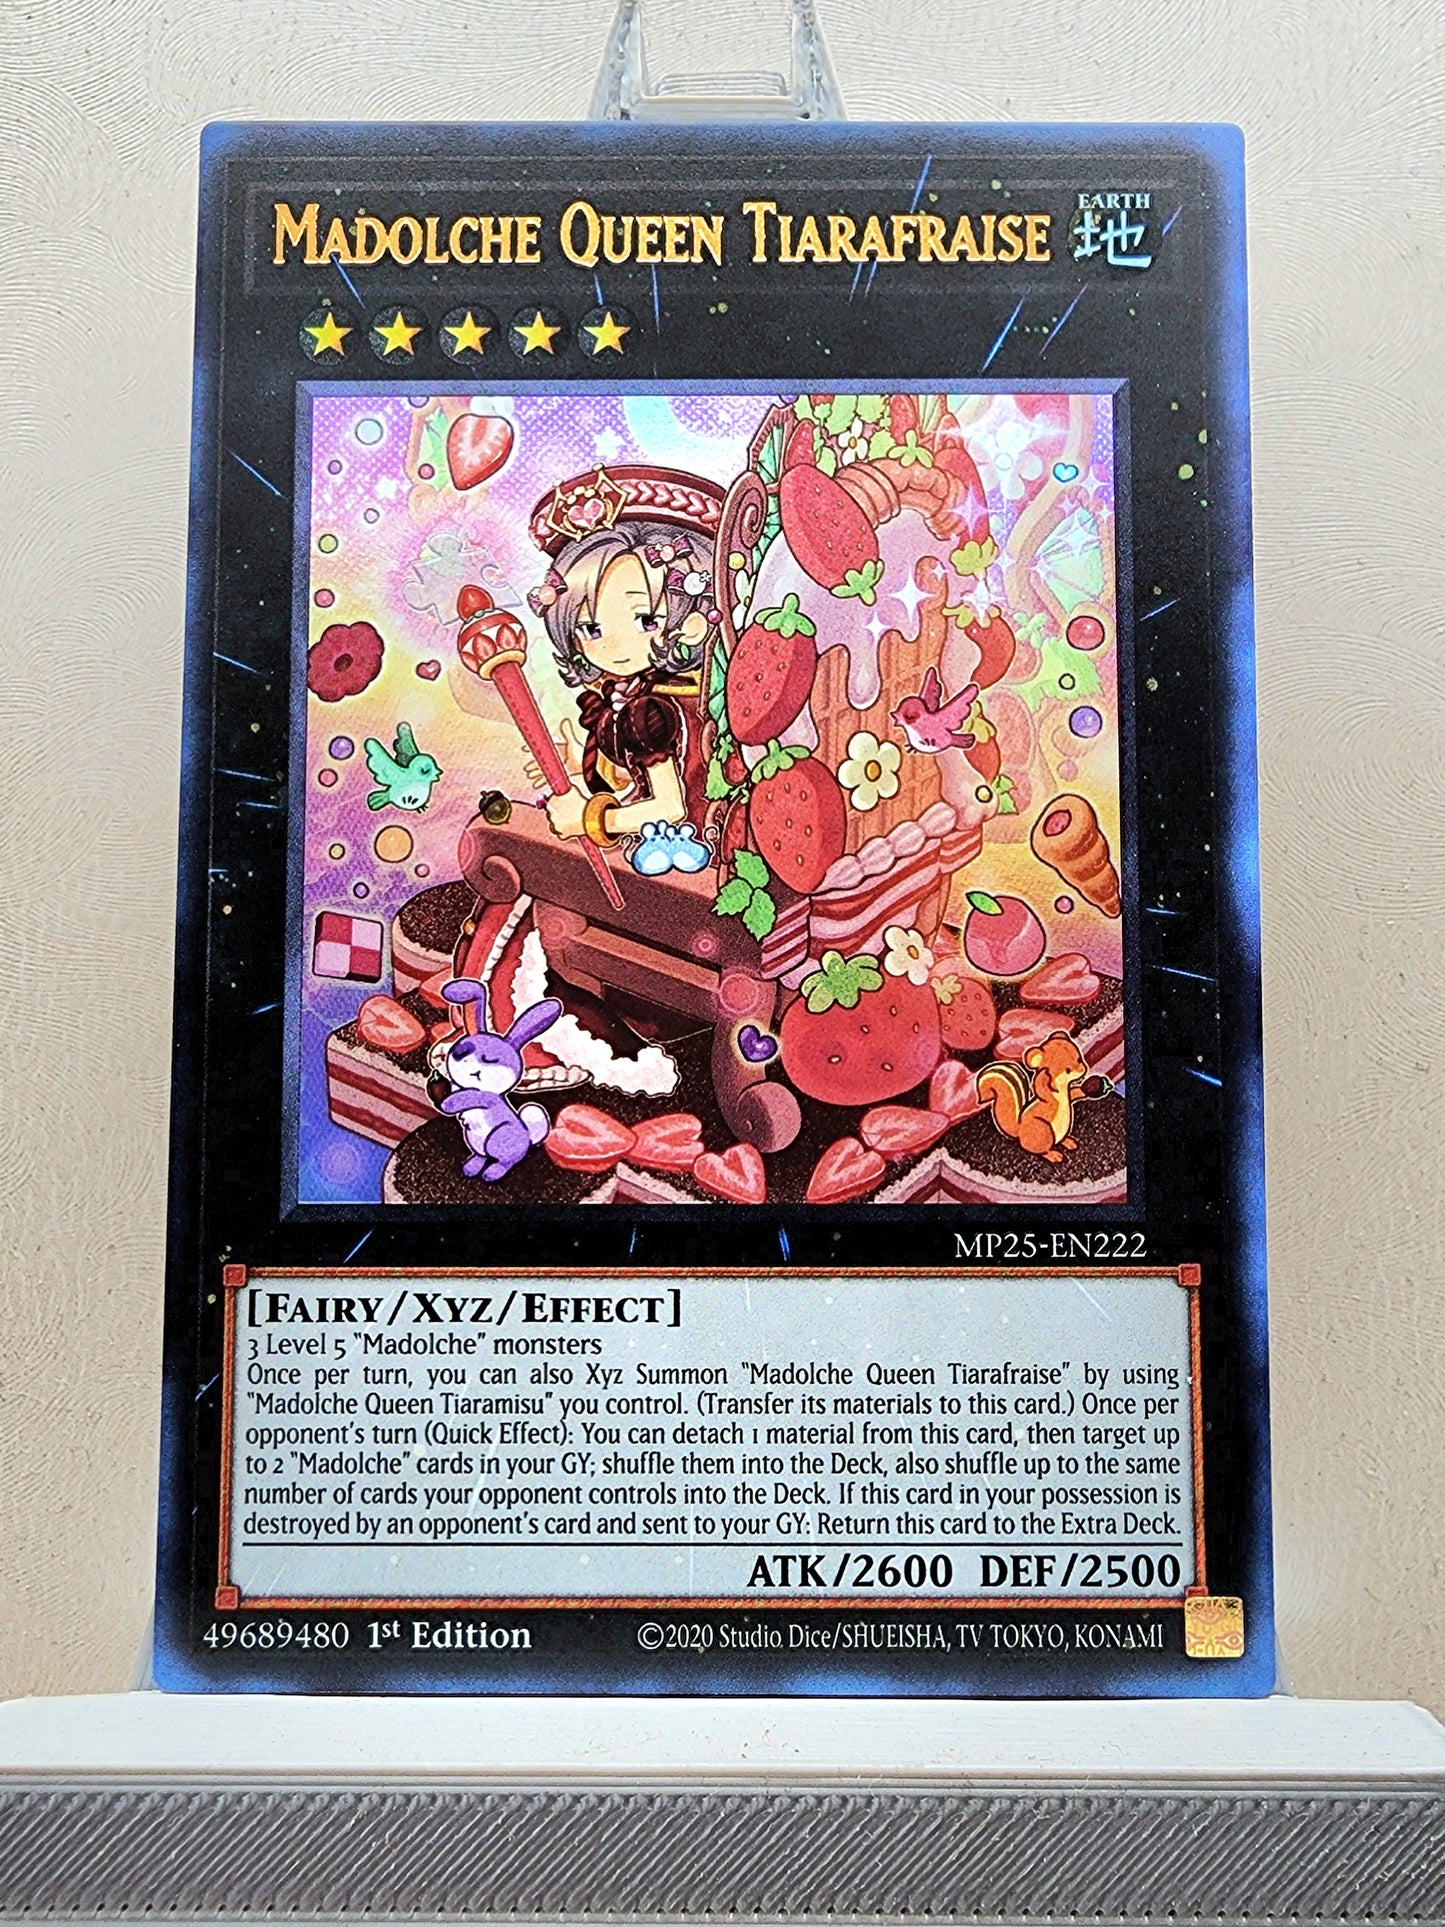 MADOLCHE QUEEN TIARAFRAISE
EARTH
地
MP25-EN222
[FAIRY/XYZ/EFFECT]
3 Level 5 "Madolche" monsters
Once per turn, you can also Xyz Summon "Madolche Queen Tiarafraise" by using
"Madolche Queen Tiaramisu" you control. (Transfer its materials to this card.) Once per
opponent's turn (Quick Effect): You can detach 1 material from this card, then target up
to 2 "Madolche" cards in your GY; shuffle them into the Deck, also shuffle up to the same
number of cards your opponent controls into the Deck. If this card in your possession is
destroyed by an opponent's card and sent to your GY: Return this card to the Extra Deck.
ATK/2600 DEF/2500
49689480 1st Edition ©2020 Studio Dice/SHUEISHA, TV TOKYO, KONAMI